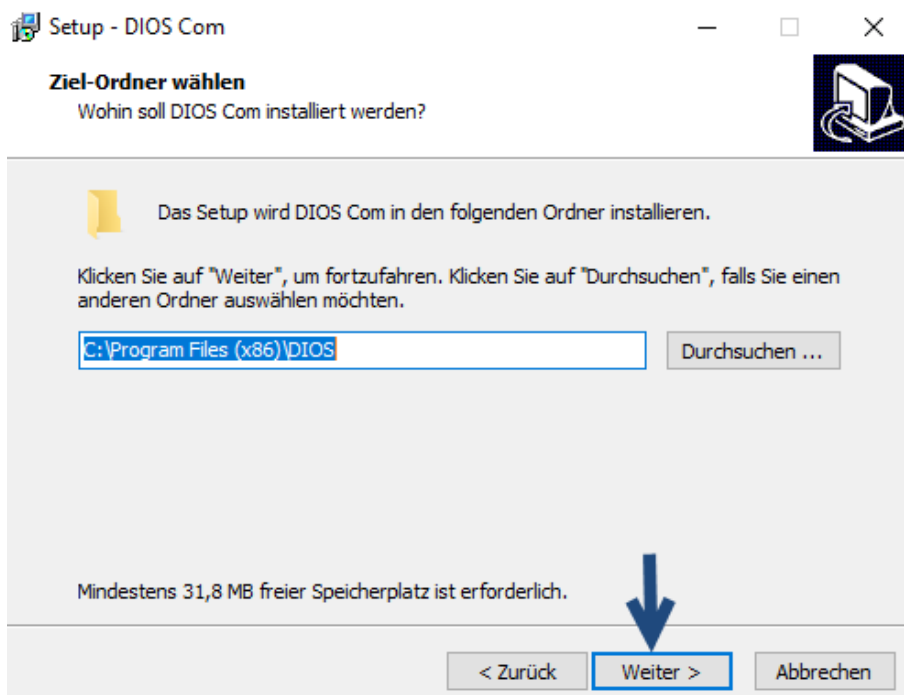 Setup - DIOS Com
Ziel-Ordner wählen
Wohin soll DIOS Com installiert werden?
Das Setup wird DIOS Com in den folgenden Ordner installieren.
Klicken Sie auf "Weiter", um fortzufahren. Klicken Sie auf "Durchsuchen", falls Sie einen
anderen Ordner auswählen möchten.
C:\Program Files (x86)\DIOS
Durchsuchen ...
Mindestens 31,8 MB freier Speicherplatz ist erforderlich.
< Zurück
Weiter >
Abbrechen